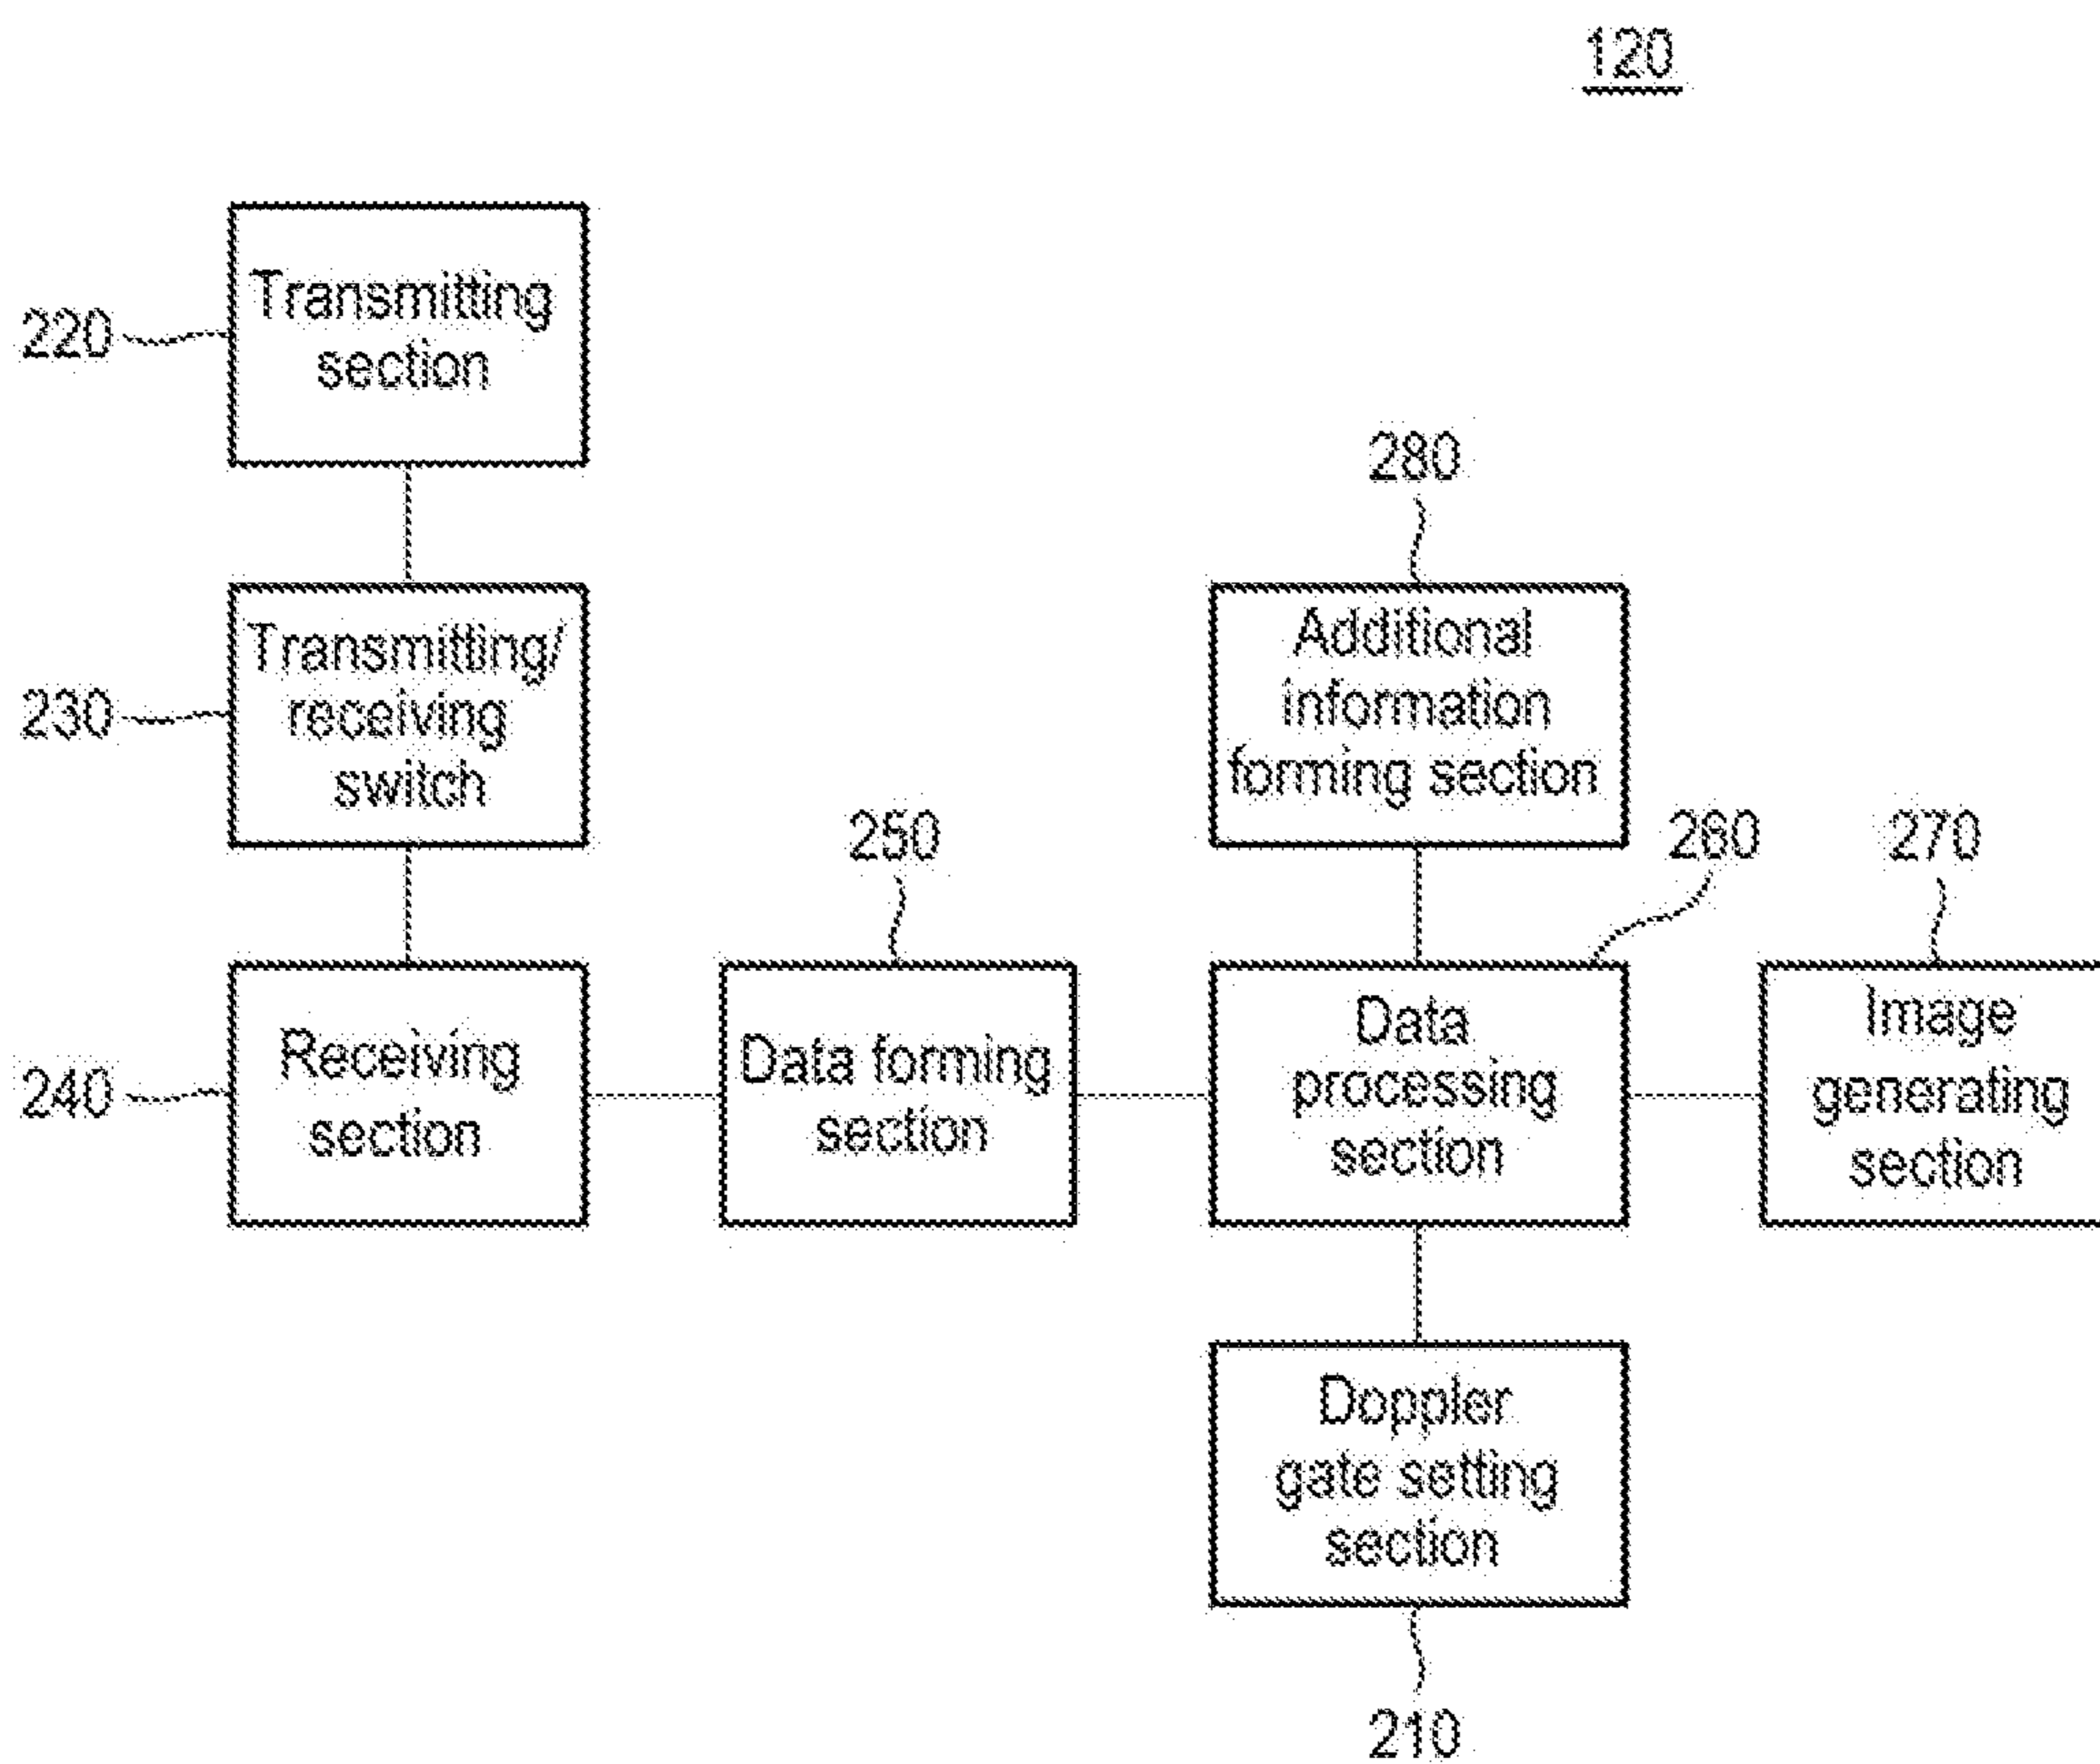 120
220
Transmitting
section
230
Transmitting/
receiving
switch
240
Receiving
section
250
Data forming
section
280
Additional
information
forming section
260
Data
processing
section
270
Image
generating
section
Doppler
gate setting
section
210